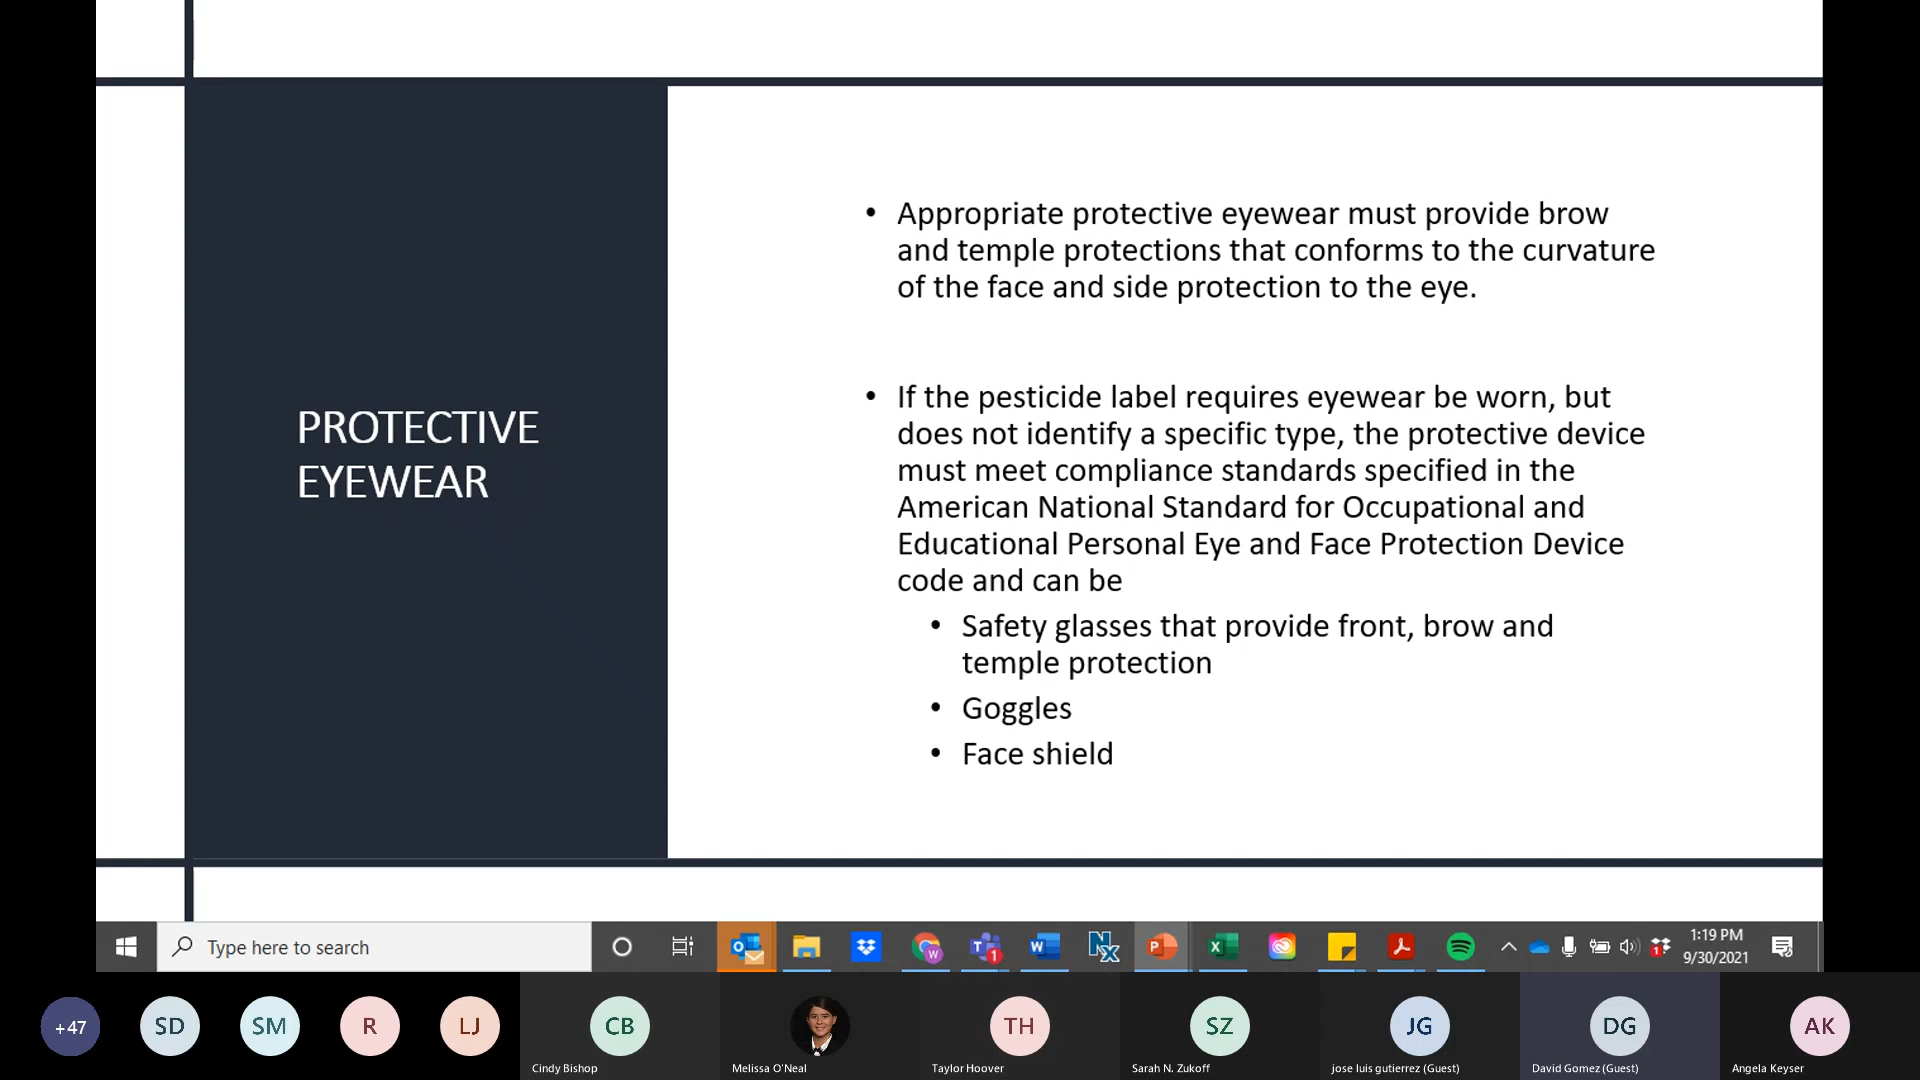 PROTECTIVE
EYEWEAR
• Appropriate protective eyewear must provide brow
and temple protections that conforms to the curvature
of the face and side protection to the eye.
• If the pesticide label requires eyewear be worn, but
does not identify a specific type, the protective device
must meet compliance standards specified in the
American National Standard for Occupational and
Educational Personal Eye and Face Protection Device
code and can be
• Safety glasses that provide front, brow and
temple protection
• Goggles
• Face shield
Type here to search
1:19 PM
9/30/2021
+47
SD
SM
R
LJ
CB
TH
SZ
JG
DG
AK
Cindy Bishop
Melissa O'Neal
Taylor Hoover
Sarah N. Zukoff
jose luis gutierrez (Guest)
David Gomez (Guest)
Angela Keyser